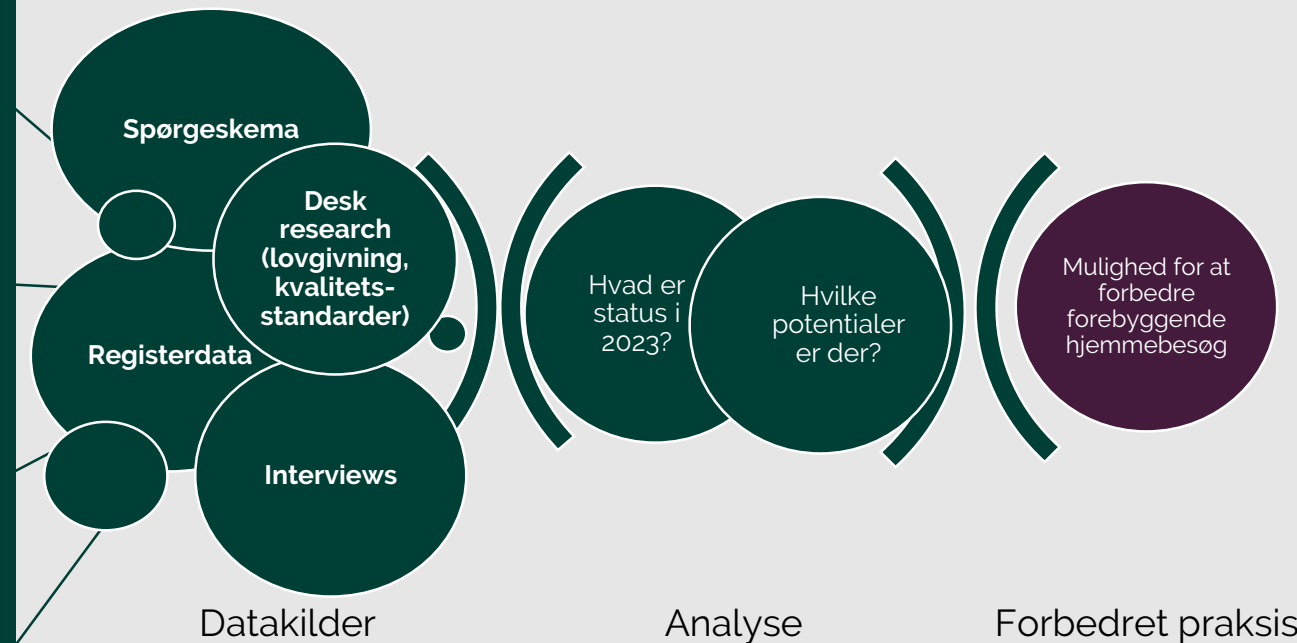 Spørgeskema
Desk
research
(lovgivning,
kvalitets-
standarder)
Registerdata
Interviews
Hvad er
status i
2023?
Hvilke
potentialer
er der?
Mulighed for at
forbedre
forebyggende
hjemmebesøg
Datakilder
Analyse
Forbedret praksis